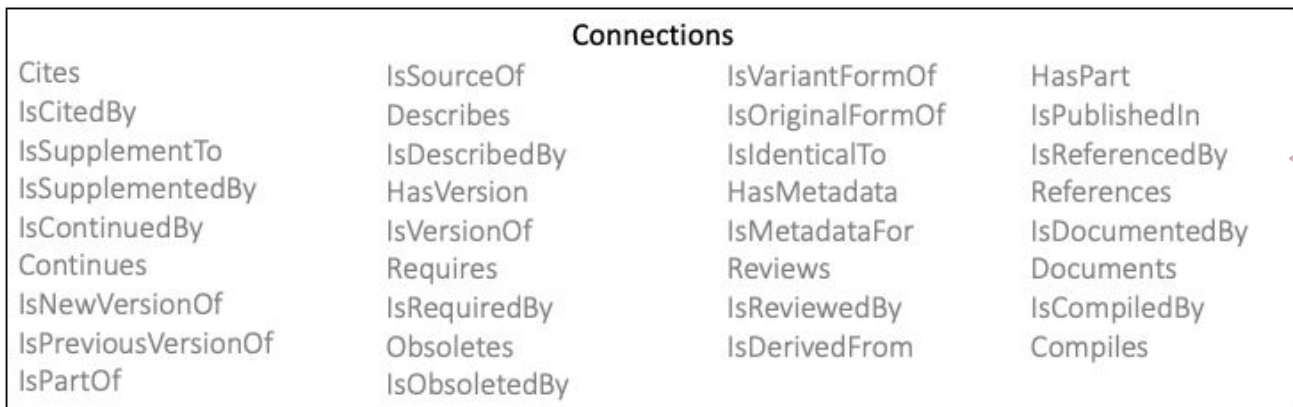 Connections
Cites
IsCitedBy
IsSupplementTo
IsSupplementedBy
IsContinuedBy
Continues
IsNewVersionOf
IsPreviousVersionOf
IsPartOf
IsSourceOf
Describes
IsDescribedBy
HasVersion
IsVersionOf
Requires
IsRequiredBy
Obsoletes
IsObsoletedBy
IsVariantFormOf
IsOriginalFormOf
IsIdenticalTo
HasMetadata
IsMetadataFor
Reviews
IsReviewedBy
IsDerivedFrom
HasPart
IsPublishedIn
IsReferencedBy
References
IsDocumentedBy
Documents
IsCompiledBy
Compiles